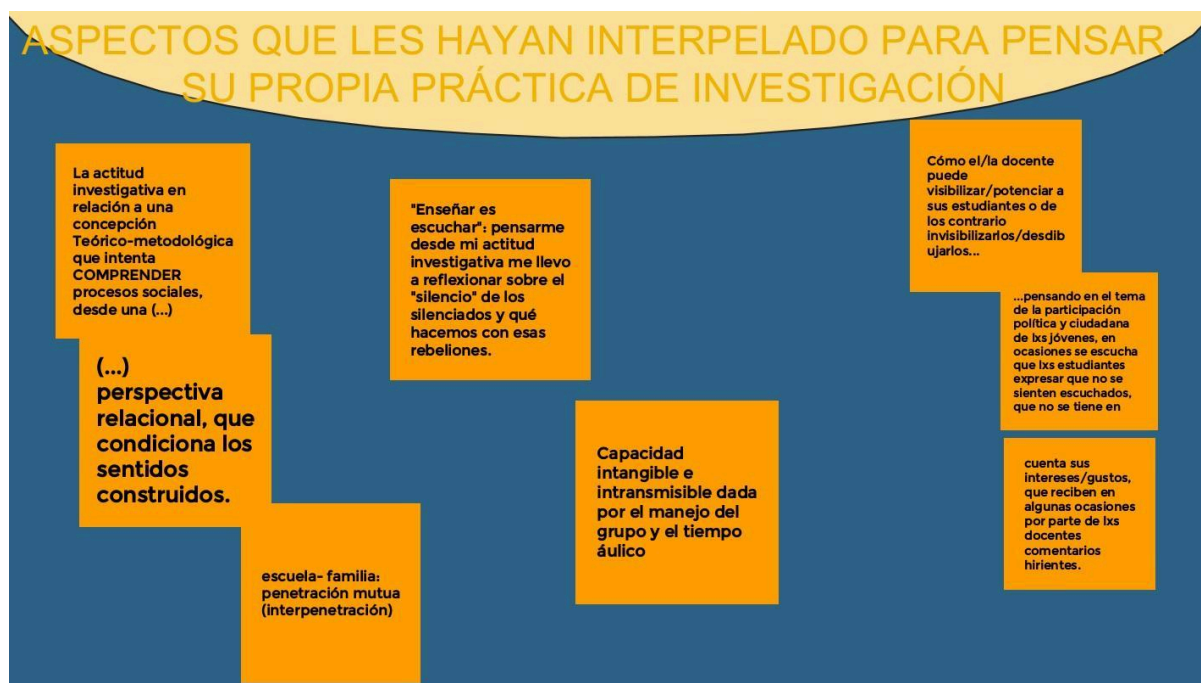 ASPECTOS QUE LES HAYAN INTERPELADO PARA PENSAR
SU PROPIA PRÁCTICA DE INVESTIGACIÓN
La actitud
investigativa en
relación a una
concepción
Teórico-metodológica
que intenta
COMPRENDER
procesos sociales,
desde una (...)
(...)
perspectiva
relacional, que
condiciona los
sentidos
construidos.
escuela- familia:
penetración mutua
(interpenetración)
"Enseñar es
escuchar": pensarme
desde mi actitud
investigativa me llevo
a reflexionar sobre el
"silencio" de los
silenciados y qué
hacemos con esas
rebeliones.
Capacidad
intangible e
intransmisible dada
por el manejo del
grupo y el tiempo
áulico
Cómo el/la docente
puede
visibilizar/potenciar a
sus estudiantes o de
los contrario
invisibilizarlos/desdib
ujarlos...
...pensando en el tema
de la participación
política y ciudadana
de lxs jóvenes, en
ocasiones se escucha
que lxs estudiantes
expresar que no se
sienten escuchados,
que no se tiene en
cuenta sus
intereses/gustos,
que reciben en
algunas ocasiones
por parte de lxs
docentes
comentarios
hirientes.